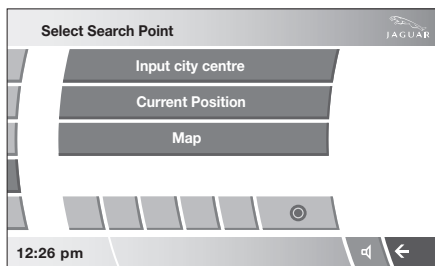 Select Search Point
JAGUAR
Input city centre
Current Position
Map
12:26 pm